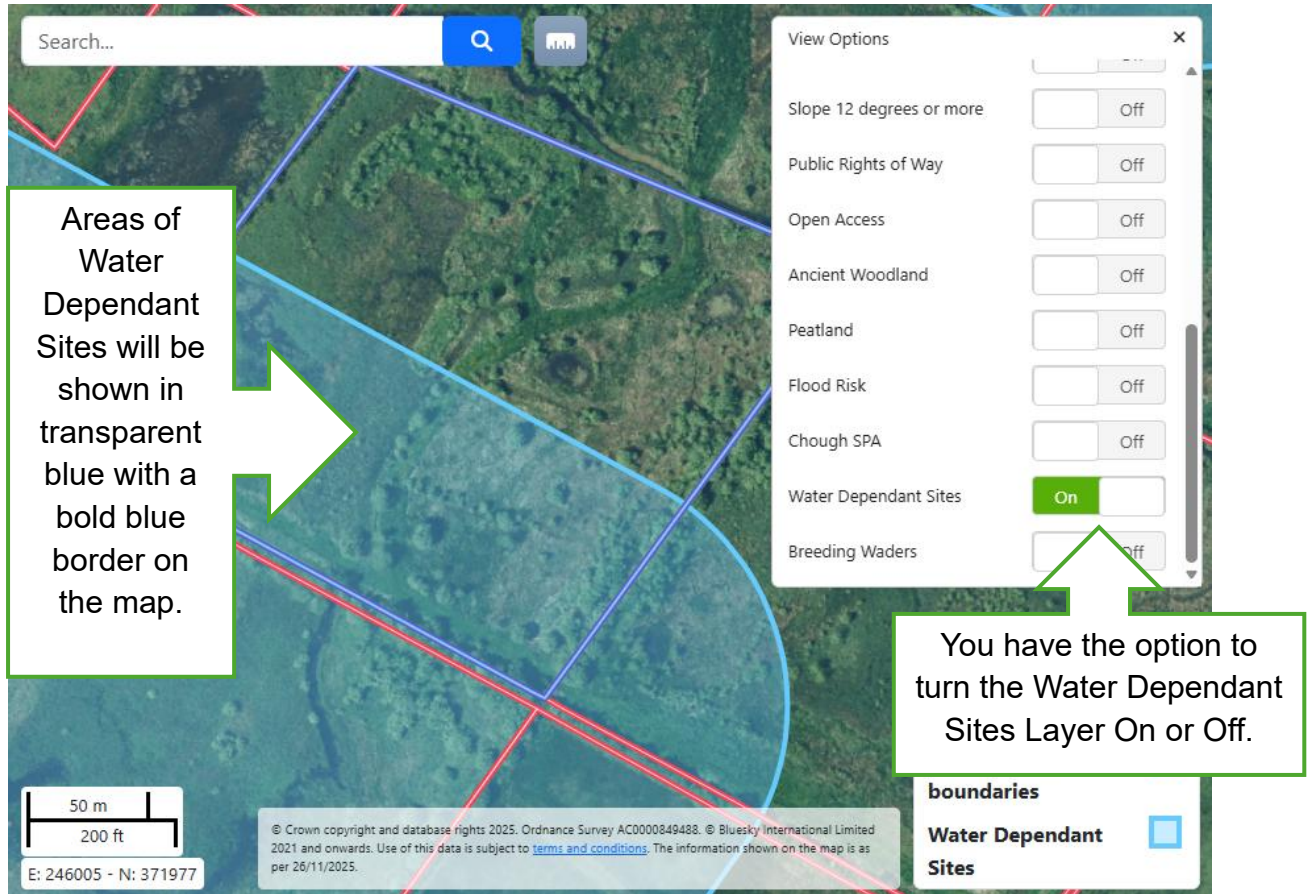 Search...
View Options
Slope 12 degrees or more Off
Public Rights of Way Off
Open Access Off
Ancient Woodland Off
Peatland Off
Flood Risk Off
Chough SPA Off
Water Dependant Sites On
Breeding Waders Off
Areas of
Water
Dependant
Sites will be
shown in
transparent
blue with a
bold blue
border on
the map.
You have the option to
turn the Water Dependant
Sites Layer On or Off.
boundaries
Water Dependant
Sites
50 m
200 ft
E: 246005 - N: 371977
© Crown copyright and database rights 2025. Ordnance Survey AC0000849488. © Bluesky International Limited
2021 and onwards. Use of this data is subject to terms and conditions. The information shown on the map is as
per 26/11/2025.